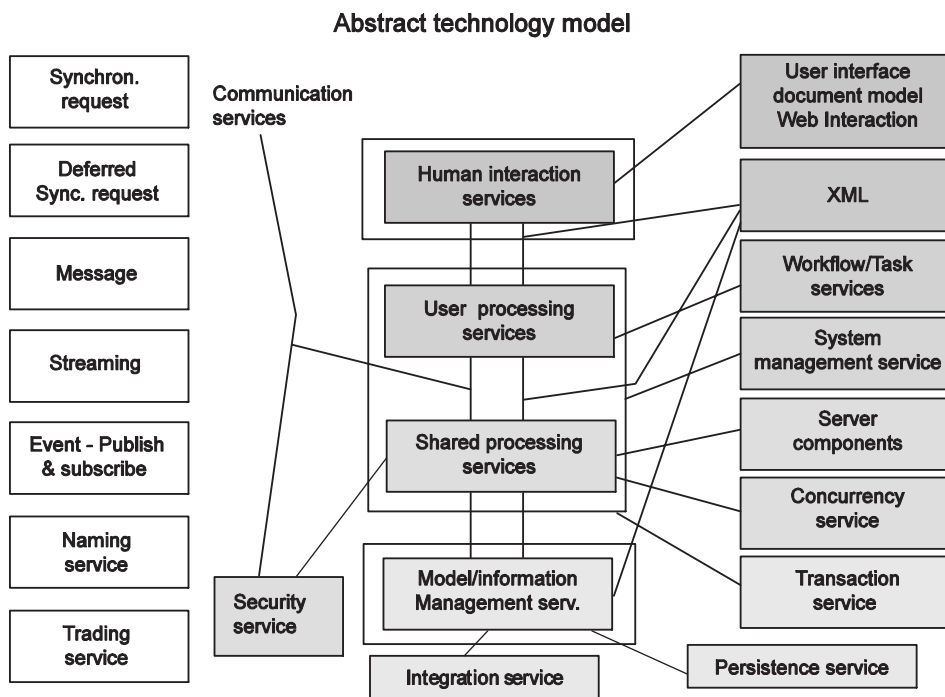 Abstract technology model
Synchron.
request
Deferred
Sync. request
Message
Streaming
Event - Publish
& subscribe
Naming
service
Trading
service
Communication
services
Security
service
Human interaction
services
User processing
services
Shared processing
services
Model/information
Management serv.
Integration service
Persistence service
User interface
document model
Web Interaction
XML
Workflow/Task
services
System
management service
Server
components
Concurrency
service
Transaction
service